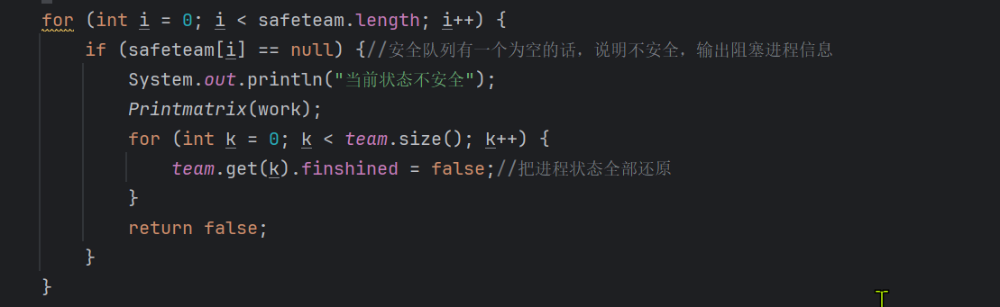 for (int i = 0; i < safeteam.length; i++) {
if (safeteam[i] == null) {//安全队列有一个为空的话，说明不安全，输出阻塞进程信息
System.out.println("当前状态不安全");
Printmatrix(work);
for (int k = 0; k < team.size(); k++) {
team.get(k).finshined = false;//把进程状态全部还原
}
return false;
}
}